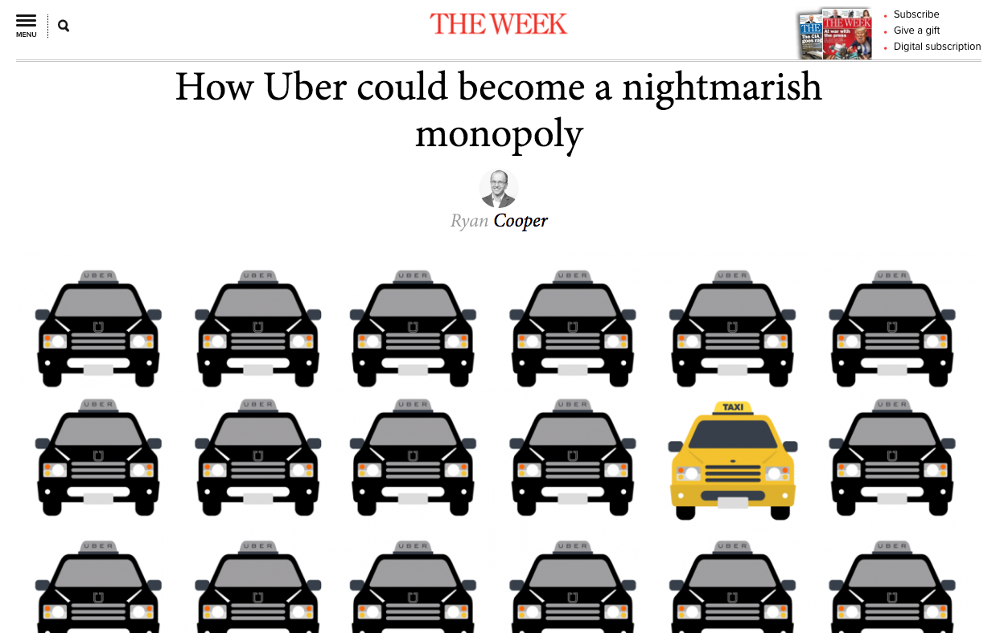 MENU
THE WEEK
THE
The CIA
goes rog
THE WEEK
At war with
the press
Subscribe
Give a gift
Digital subscription
How Uber could become a nightmarish
monopoly
Ryan Cooper
UBER UBER UBER UBER UBER UBER
UBER UBER UBER UBER TAXI UBER
UBER UBER UBER UBER UBER UBER